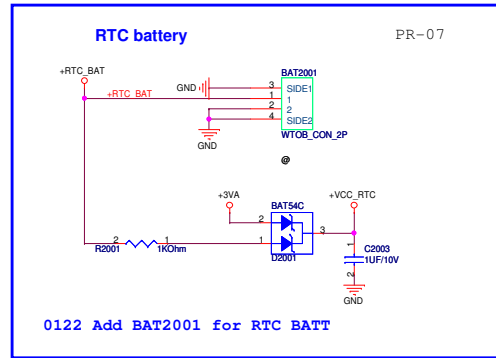 RTC battery
PR-07
+RTC_BAT
BAT2001
GND
3
SIDE1
+RTC_BAT
1
1
2
2
4
SIDE2
GND
WTOB_CON_2P
@
+3VA
BAT54C
+VCC_RTC
2
3
1
2
1
1
C2003
R2001
1KOhm
D2001
1UF/10V
2
GND
0122 Add BAT2001 for RTC BATT